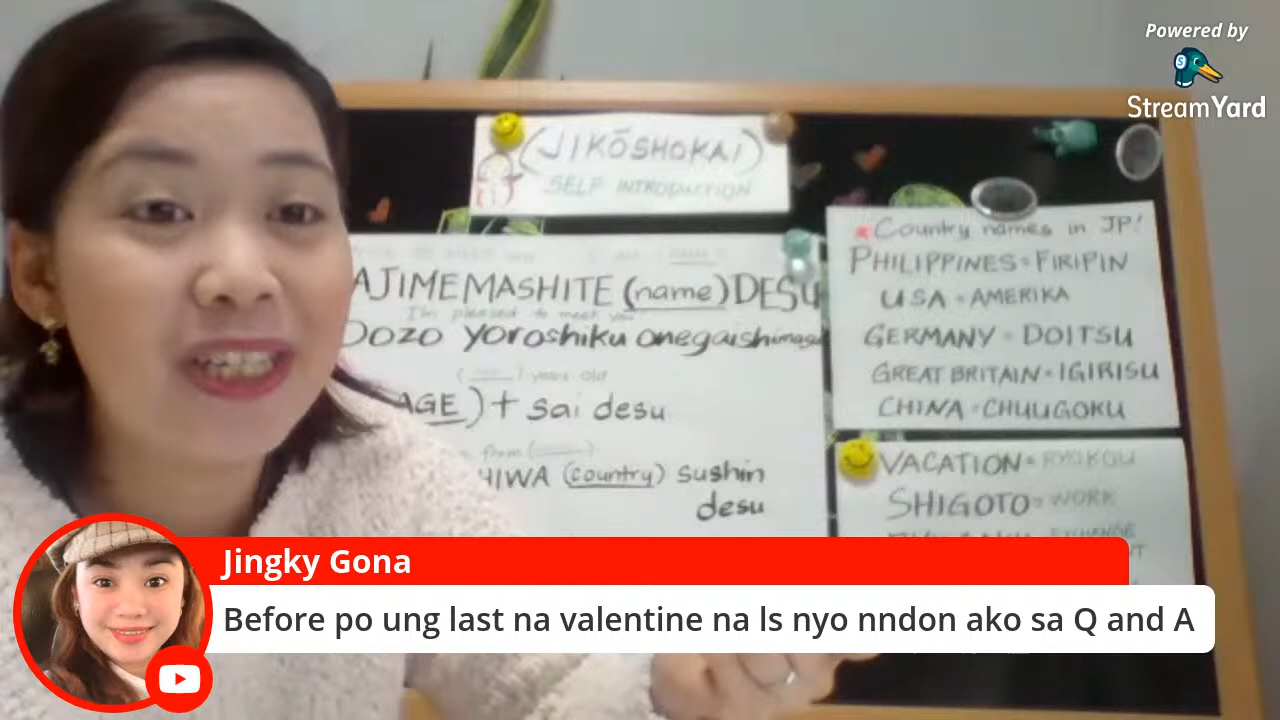 Powered by
StreamYard
(JIKŌSHOKAI)
SELF INTRODUCTION
AJIMEMASHITE (name) DESU
I'm pleased to meet you
DOZO yoroshiku onegaishimasu
years old
AGE ) + sai desu
from
HIWA (country) sushin
desu
Country names in JP!
PHILIPPINES = FIRIPIN
USA = AMERIKA
GERMANY = DOITSU
GREAT BRITAIN = IGIRISU
CHINA = CHUUGOKU
VACATION = RYOKOU
SHIGOTO = WORK
EXCHANGE
Jingky Gona
Before po ung last na valentine na ls nyo nndon ako sa Q and A